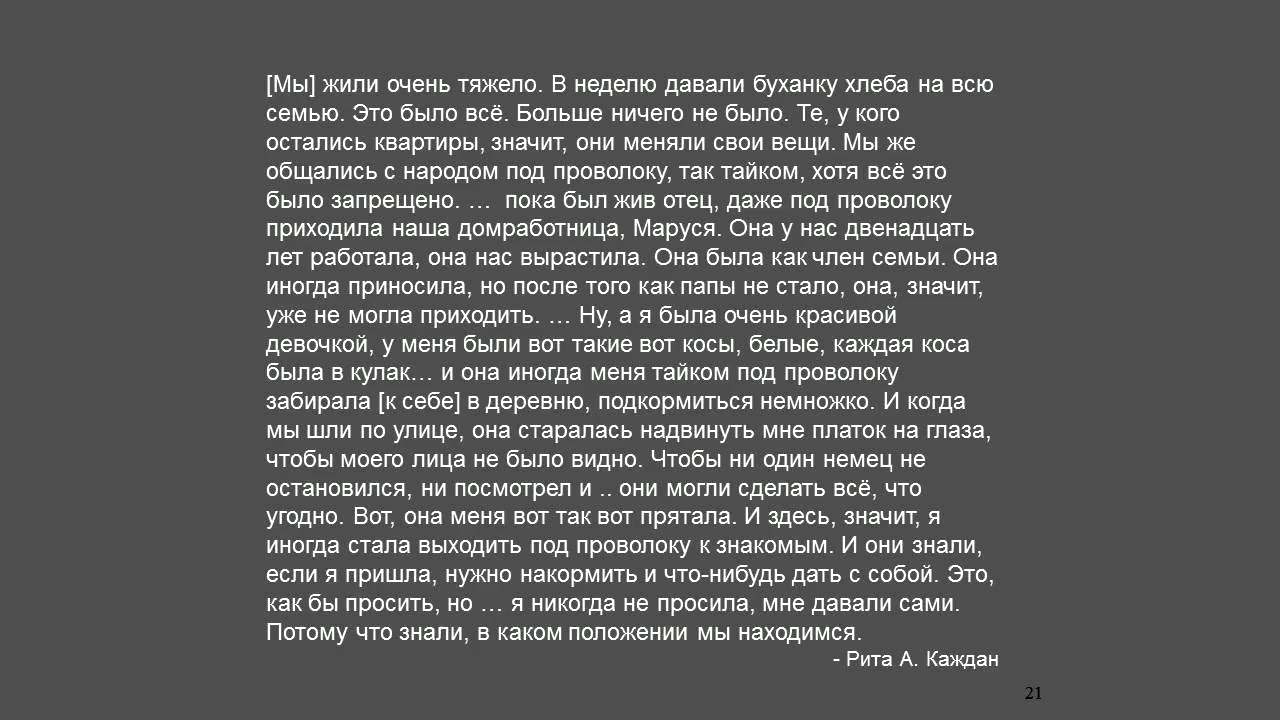 [Мы] жили очень тяжело. В неделю давали буханку хлеба на всю
семью. Это было всё. Больше ничего не было. Те, у кого
остались квартиры, значит, они меняли свои вещи. Мы же
общались с народом под проволоку, так тайком, хотя всё это
было запрещено. … пока был жив отец, даже под проволоку
приходила наша домработница, Маруся. Она у нас двенадцать
лет работала, она нас вырастила. Она была как член семьи. Она
иногда приносила, но после того как папы не стало, она, значит,
уже не могла приходить. … Ну, а я была очень красивой
девочкой, у меня были вот такие вот косы, белые, каждая коса
была в кулак… и она иногда меня тайком под проволоку
забирала [к себе] в деревню, подкормиться немножко. И когда
мы шли по улице, она старалась надвинуть мне платок на глаза,
чтобы моего лица не было видно. Чтобы ни один немец не
остановился, ни посмотрел и .. они могли сделать всё, что
угодно. Вот, она меня вот так вот прятала. И здесь, значит, я
иногда стала выходить под проволоку к знакомым. И они знали,
если я пришла, нужно накормить и что-нибудь дать с собой. Это,
как бы просить, но … я никогда не просила, мне давали сами.
Потому что знали, в каком положении мы находимся.
- Рита А. Каждан
21